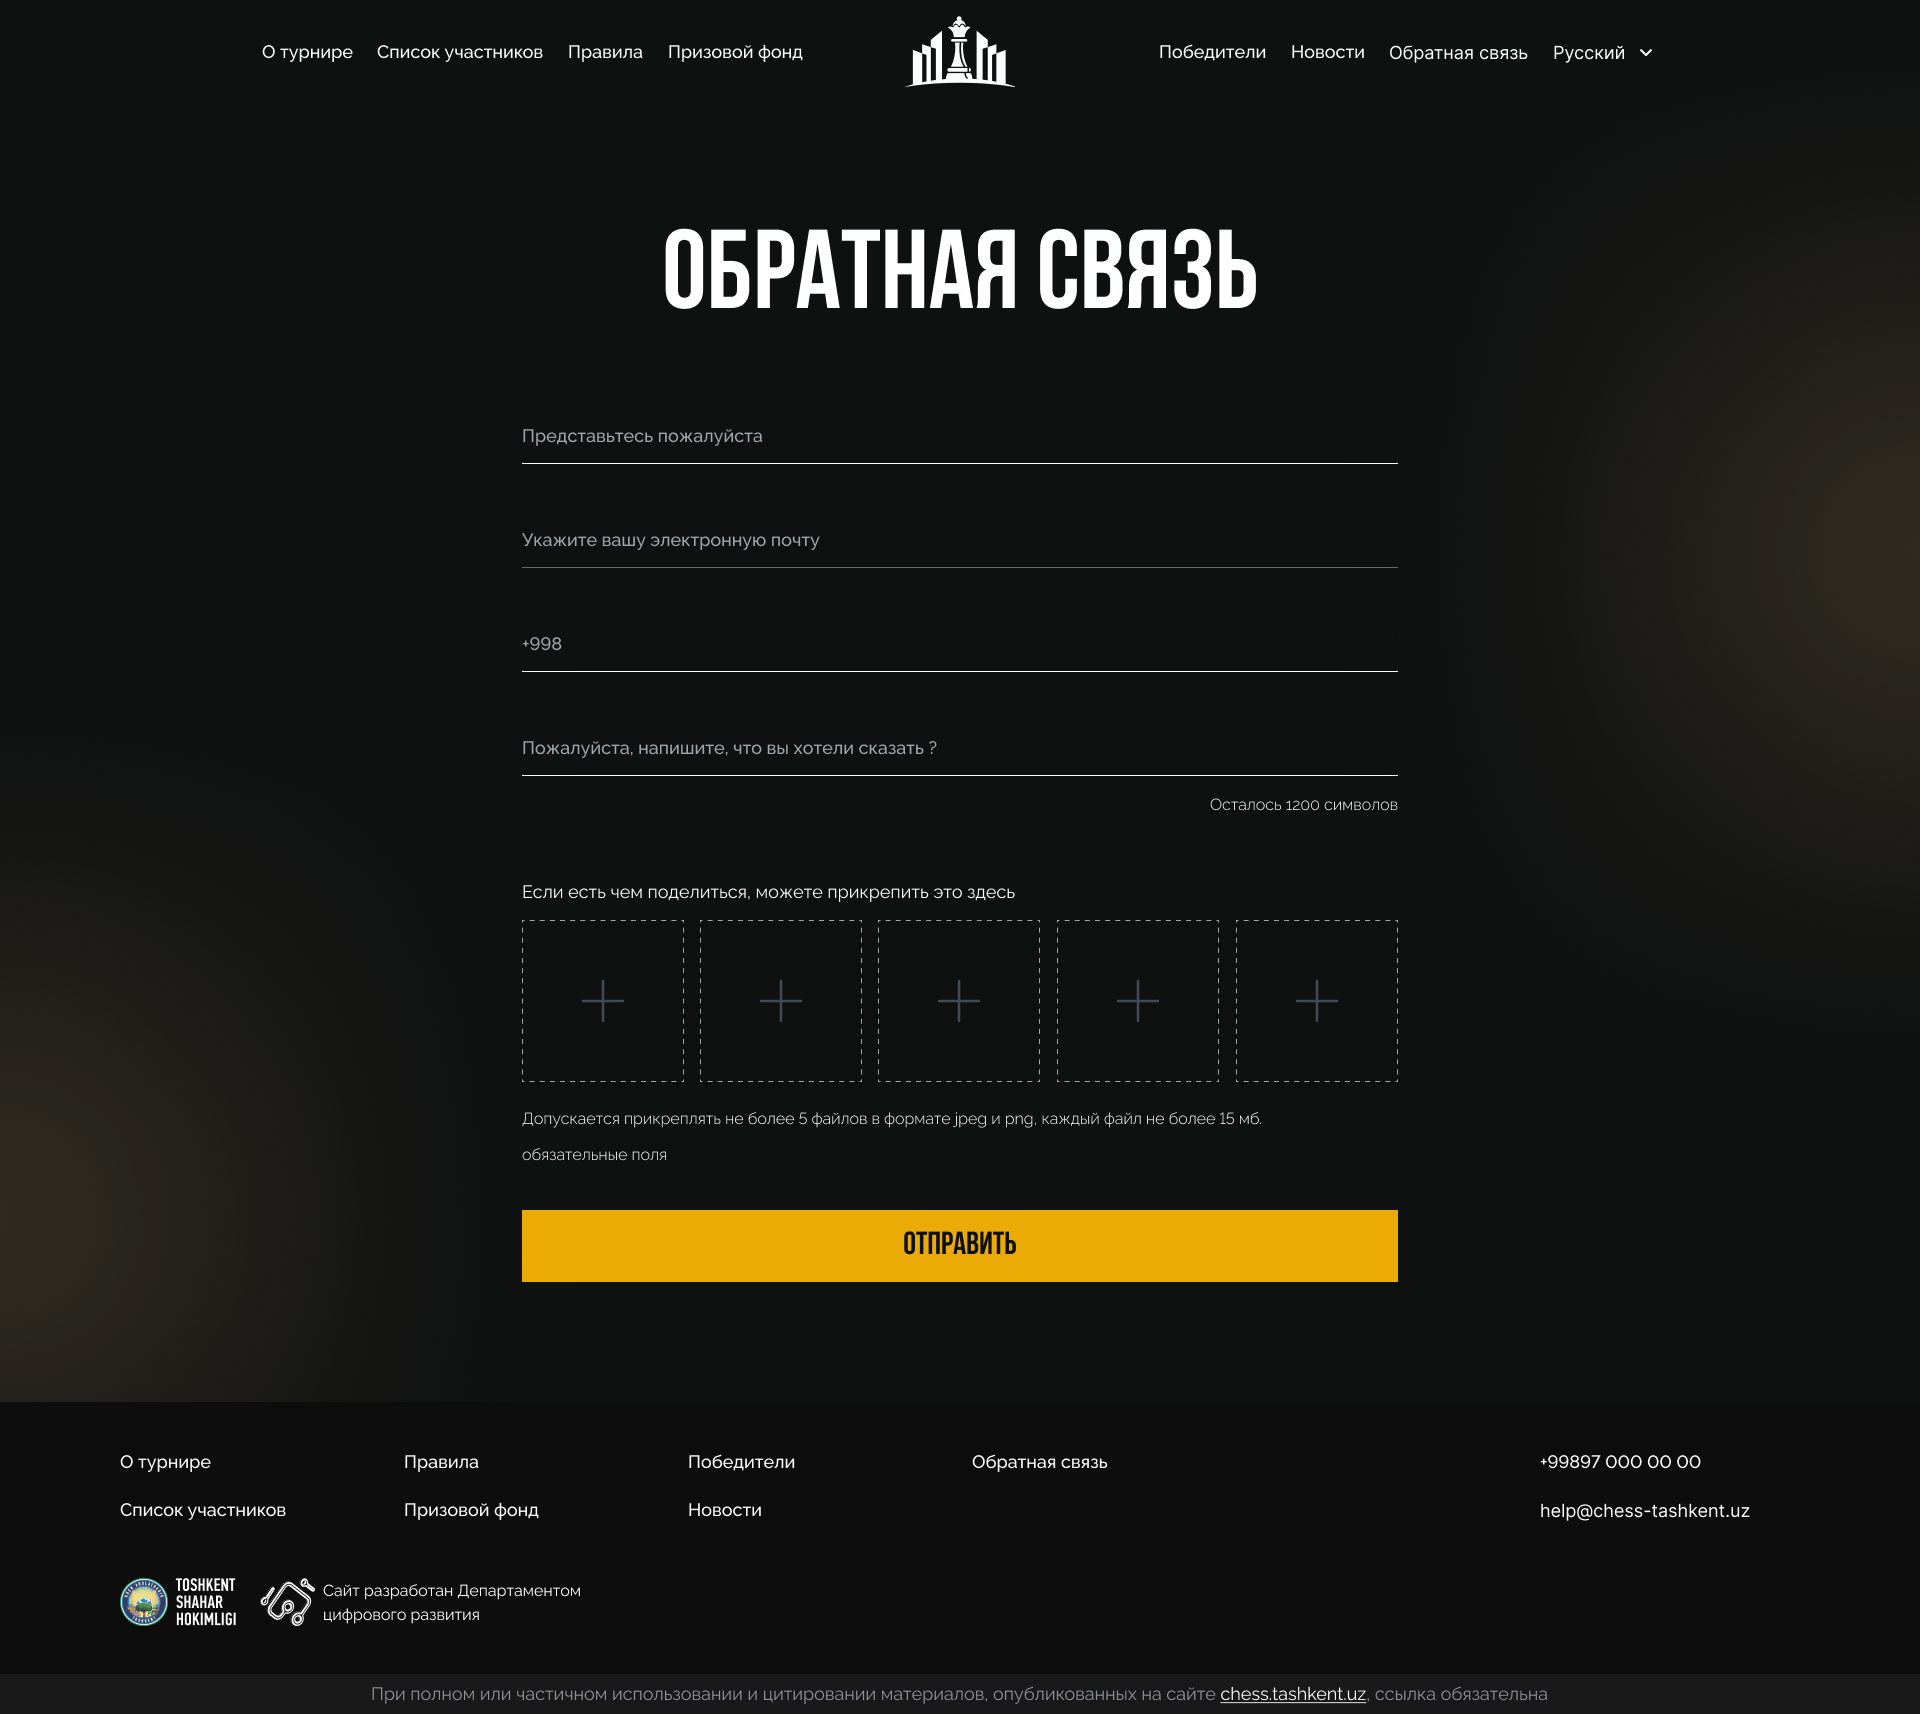 О турнире
Список участников
Правила
Призовой фонд
Победители
Новости
Обратная связь
Русский
ОБРАТНАЯ СВЯЗЬ
Представьтесь пожалуйста
Укажите вашу электронную почту
+998
Пожалуйста, напишите, что вы хотели сказать ?
Осталось 1200 символов
Если есть чем поделиться, можете прикрепить это здесь
Допускается прикреплять не более 5 файлов в формате jpeg и png, каждый файл не более 15 мб.
обязательные поля
ОТПРАВИТЬ
О турнире
Правила
Победители
Обратная связь
+99897 000 00 00
Список участников
Призовой фонд
Новости
help@chess-tashkent.uz
TOSHKENT
SHAHAR
HOKIMLIGI
Сайт разработан Департаментом
цифрового развития
При полном или частичном использовании и цитировании материалов, опубликованных на сайте chess.tashkent.uz, ссылка обязательна